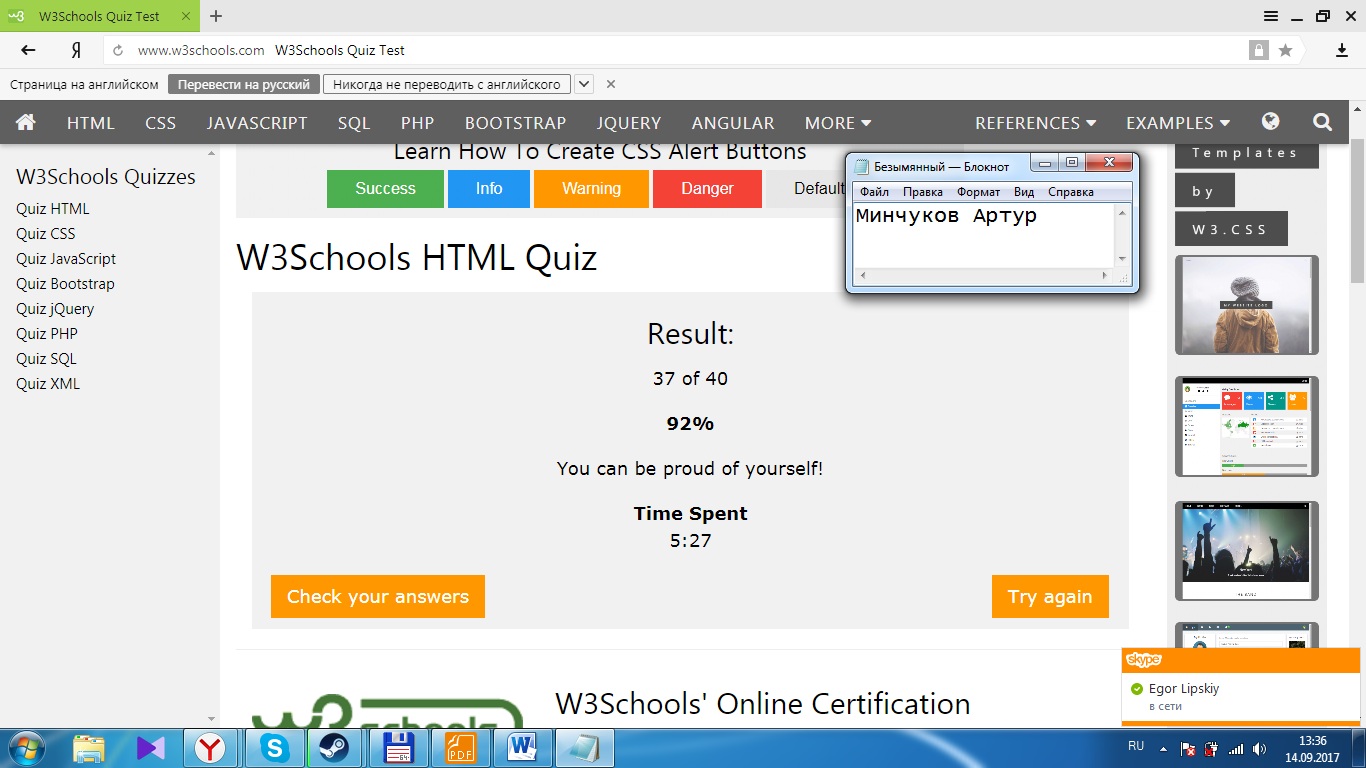 W3Schools Quiz Test
www.w3schools.com W3Schools Quiz Test
Страница на английском Перевести на русский Никогда не переводить с английского
HTML CSS JAVASCRIPT SQL PHP BOOTSTRAP JQUERY ANGULAR MORE REFERENCES EXAMPLES
W3Schools Quizzes
Quiz HTML
Quiz CSS
Quiz JavaScript
Quiz Bootstrap
Quiz jQuery
Quiz PHP
Quiz SQL
Quiz XML
Learn How To Create CSS Alert Buttons
Success Info Warning Danger Default
W3Schools HTML Quiz
Result:
37 of 40
92%
You can be proud of yourself!
Time Spent
5:27
Check your answers Try again
W3Schools' Online Certification
w3schools
Безымянный — Блокнот
Файл Правка Формат Вид Справка
Минчуков Артур
Templates
by
W3.CSS
MY WEBSITE LOGO
skype
Egor Lipskiy
в сети
RU
13:36
14.09.2017